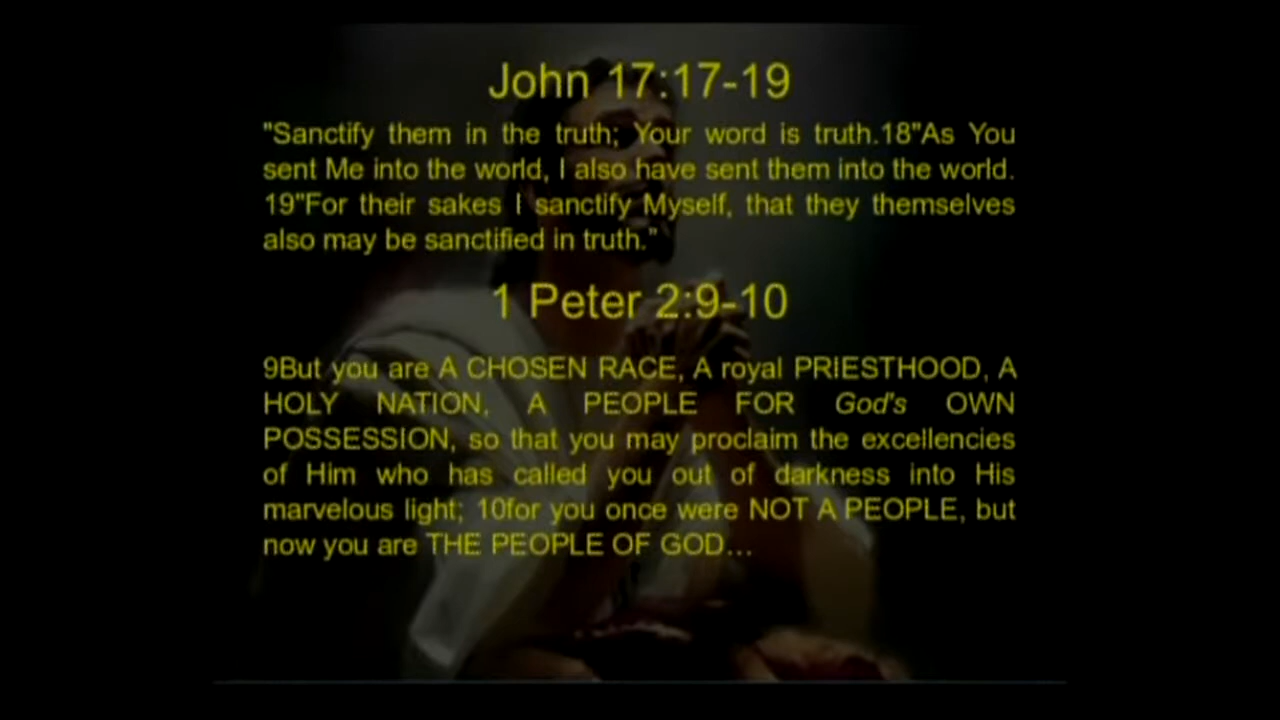 John 17:17-19
"Sanctify them in the truth; Your word is truth.18"As You
sent Me into the world, I also have sent them into the world.
19"For their sakes I sanctify Myself, that they themselves
also may be sanctified in truth."
1 Peter 2:9-10
9But you are A CHOSEN RACE, A royal PRIESTHOOD, A
HOLY NATION, A PEOPLE FOR God's OWN
POSSESSION, so that you may proclaim the excellencies
of Him who has called you out of darkness into His
marvelous light; 10for you once were NOT A PEOPLE, but
now you are THE PEOPLE OF GOD...